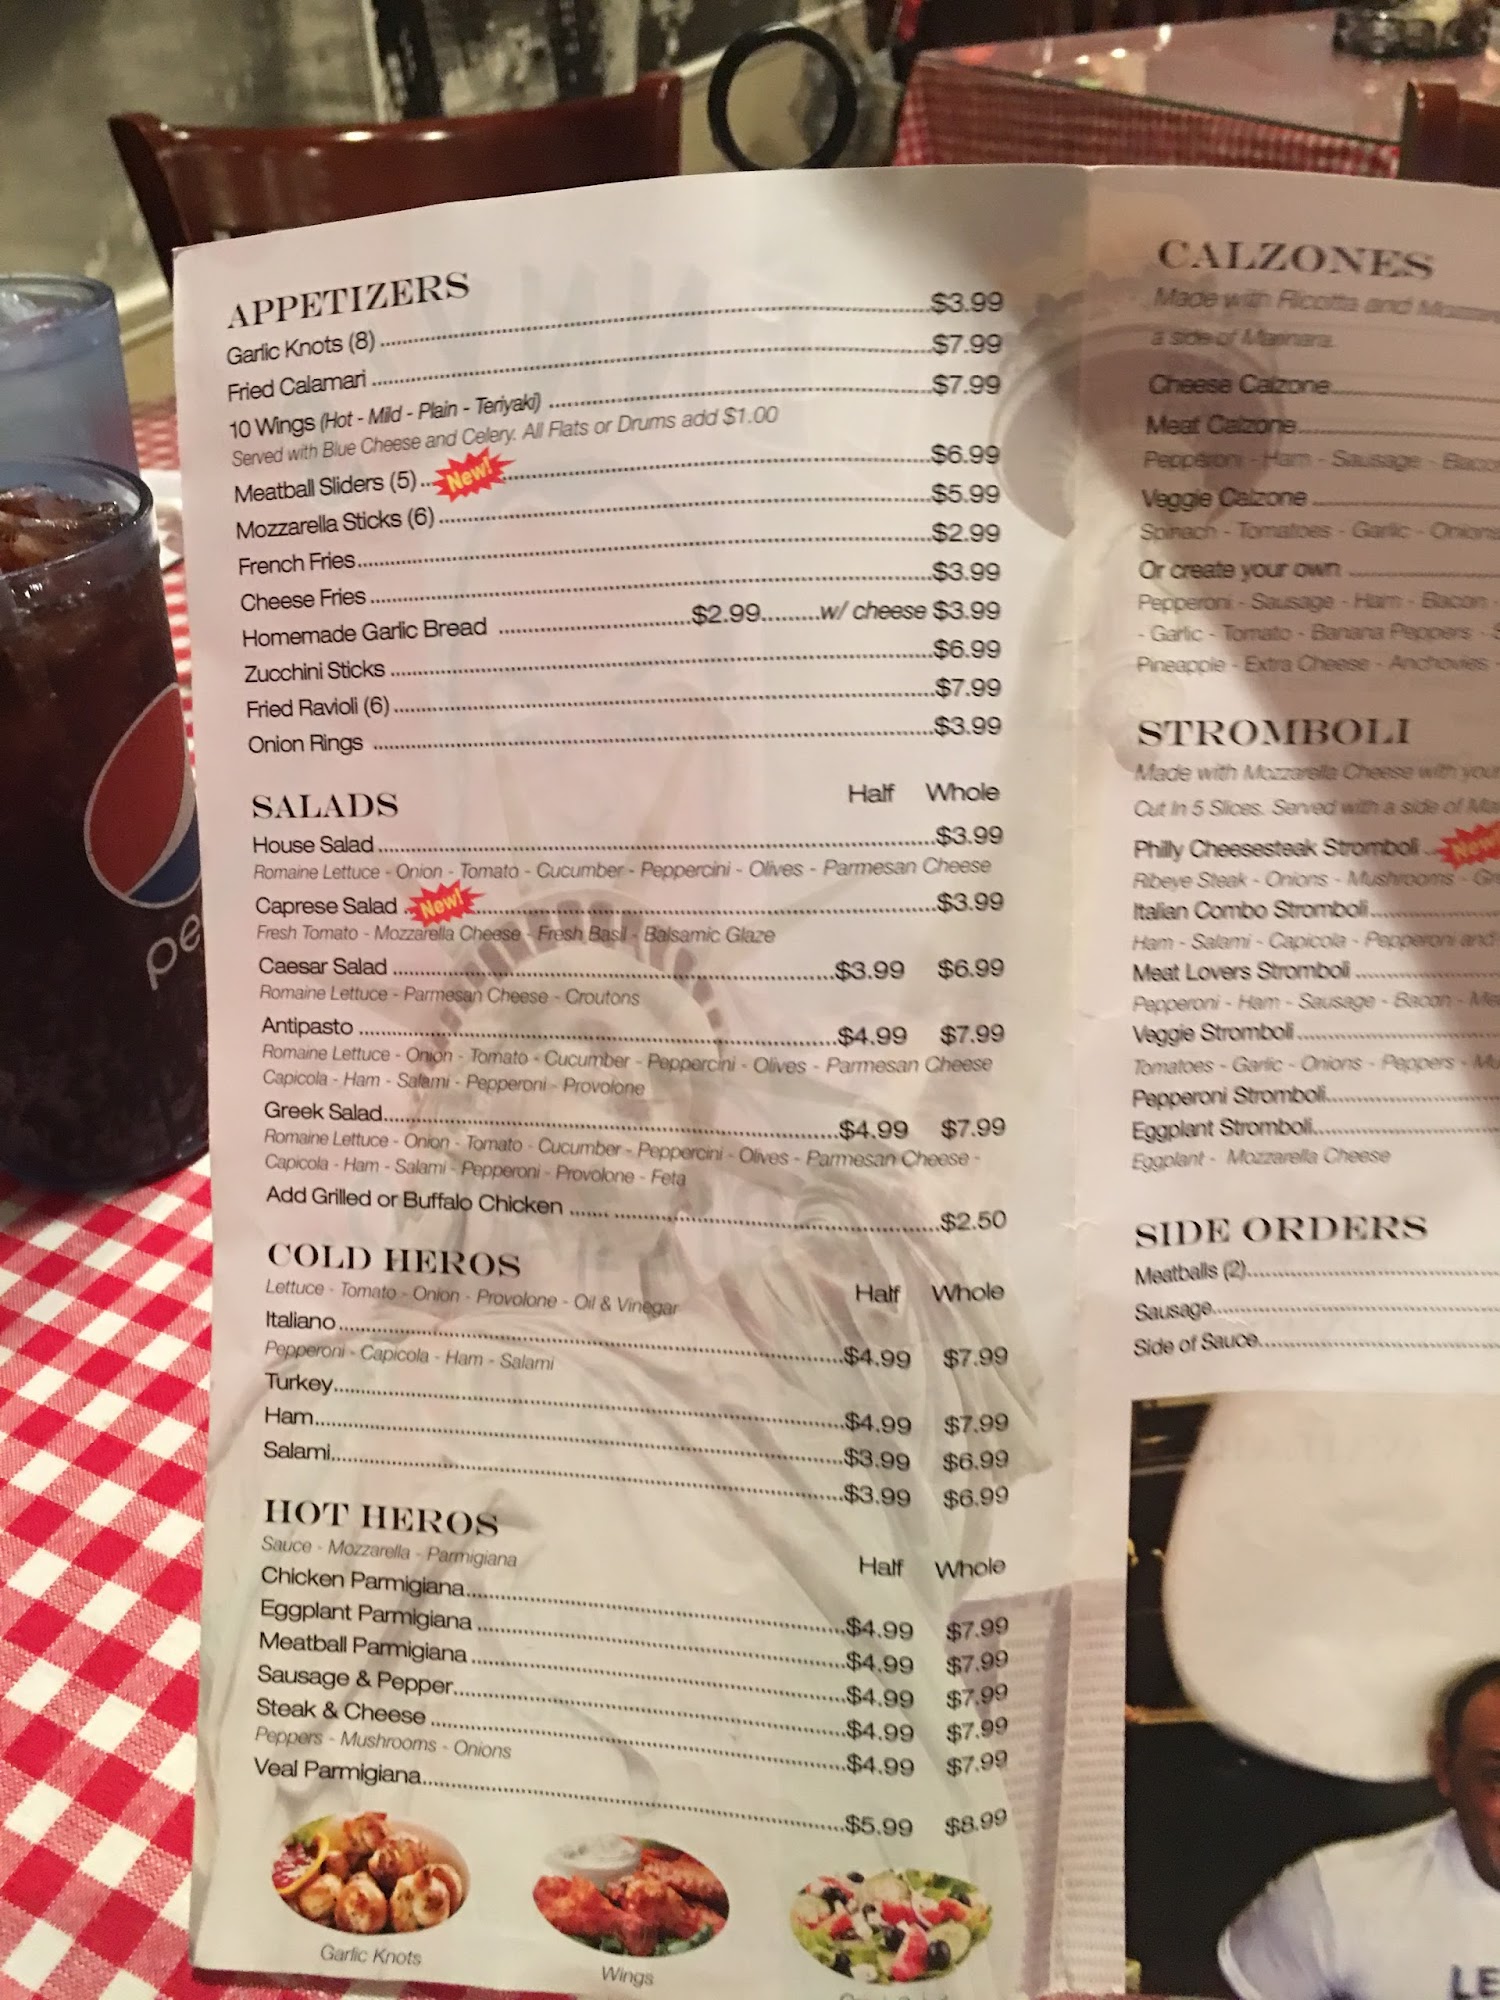 APPETIZERS
Garlic Knots (8) ........ $3.99
Fried Calamari ........ $7.99
10 Wings (Hot - Mild - Plain - Teriyaki) ........ $7.99
Served with Blue Cheese and Celery. All Flats or Drums add $1.00
Meatball Sliders (5) .. New! ........ $6.99
Mozzarella Sticks (6) ........ $5.99
French Fries ........ $2.99
Cheese Fries ........ $3.99
Homemade Garlic Bread ........ $2.99 ........ w/ cheese $3.99
Zucchini Sticks ........ $6.99
Fried Ravioli (6) ........ $7.99
Onion Rings ........ $3.99
SALADS Half Whole
House Salad ........ $3.99
Romaine Lettuce - Onion - Tomato - Cucumber - Peppercini - Olives - Parmesan Cheese
Caprese Salad . New! ........ $3.99
Fresh Tomato - Mozzarella Cheese - Fresh Basil - Balsamic Glaze
Caesar Salad ........ $3.99 $6.99
Romaine Lettuce - Parmesan Cheese - Croutons
Antipasto ........ $4.99 $7.99
Romaine Lettuce - Onion - Tomato - Cucumber - Peppercini - Olives - Parmesan Cheese
Capicola - Ham - Salami - Pepperoni - Provolone
Greek Salad ........ $4.99 $7.99
Romaine Lettuce - Onion - Tomato - Cucumber - Peppercini - Olives - Parmesan Cheese -
Capicola - Ham - Salami - Pepperoni - Provolone - Feta
Add Grilled or Buffalo Chicken ........ $2.50
COLD HEROS
Lettuce - Tomato - Onion - Provolone - Oil & Vinegar Half Whole
Italiano ........ $4.99 $7.99
Pepperoni - Capicola - Ham - Salami
Turkey ........ $4.99 $7.99
Ham ........ $3.99 $6.99
Salami ........ $3.99 $6.99
HOT HEROS
Sauce - Mozzarella - Parmigiana Half Whole
Chicken Parmigiana ........ $4.99 $7.99
Eggplant Parmigiana ........ $4.99 $7.99
Meatball Parmigiana ........ $4.99 $7.99
Sausage & Pepper ........ $4.99 $7.99
Steak & Cheese ........ $4.99 $7.99
Peppers - Mushrooms - Onions
Veal Parmigiana ........ $5.99 $8.99
Garlic Knots
Wings
CALZONES
Made with Ricotta and
a side of Marinara.
Cheese Calzone ........
Meat Calzone ........
Pepperoni - Ham - Sausage - Bacon
Veggie Calzone ........
Spinach - Tomatoes - Garlic - Onions
Or create your own ........
Pepperoni - Sausage - Ham - Bacon -
- Garlic - Tomato - Banana Peppers -
Pineapple - Extra Cheese - Anchovies -
STROMBOLI
Made with Mozzarella Cheese with your
Cut In 5 Slices. Served with a side of
Philly Cheesesteak Stromboli .. New!
Ribeye Steak - Onions - Mushrooms -
Italian Combo Stromboli ........
Ham - Salami - Capicola - Pepperoni and
Meat Lovers Stromboli ........
Pepperoni - Ham - Sausage - Bacon -
Veggie Stromboli ........
Tomatoes - Garlic - Onions - Peppers -
Pepperoni Stromboli ........
Eggplant Stromboli ........
Eggplant - Mozzarella Cheese
SIDE ORDERS
Meatballs (2) ........
Sausage ........
Side of Sauce ........
LE
pe